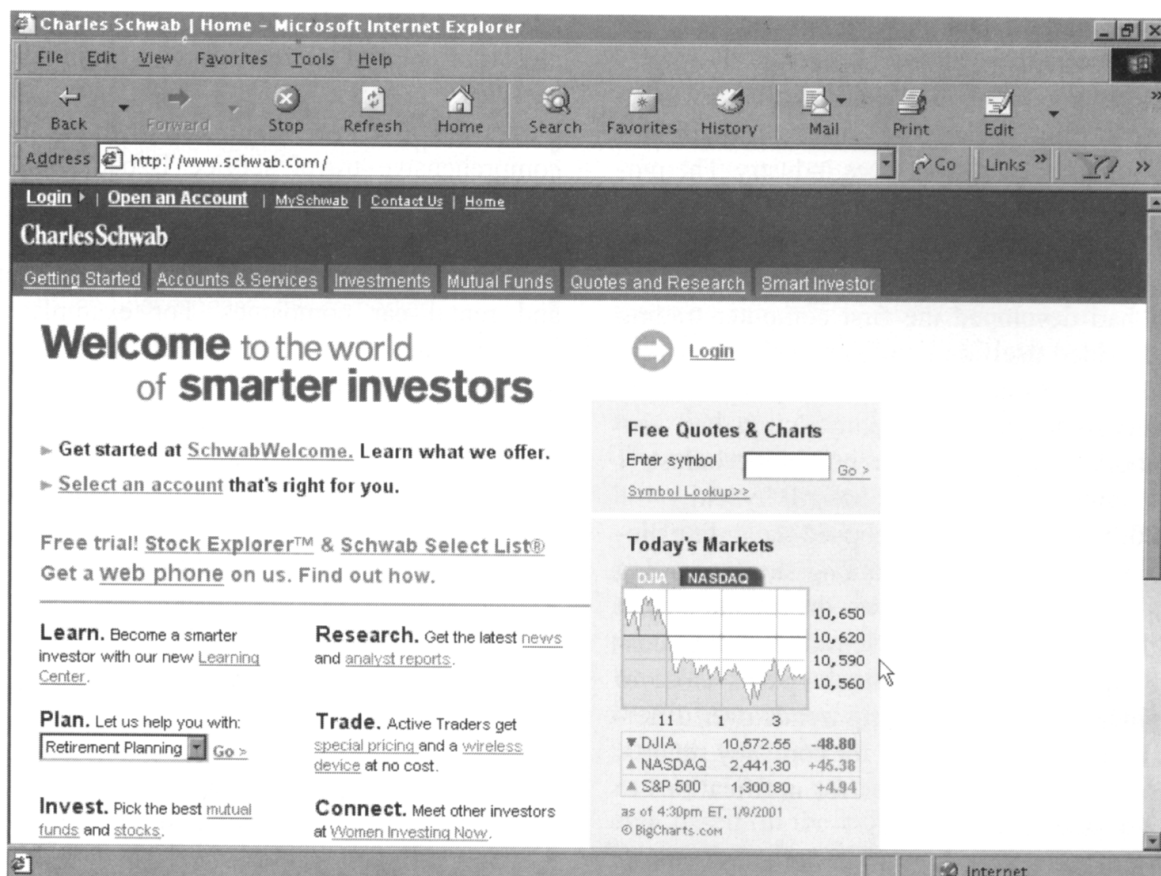 Charles Schwab | Home - Microsoft Internet Explorer
File Edit View Favorites Tools Help
Back Forward Stop Refresh Home Search Favorites History Mail Print Edit »
Address http://www.schwab.com/ Go Links » »
Login | Open an Account | MySchwab | Contact Us | Home
Charles Schwab
Getting Started Accounts & Services Investments Mutual Funds Quotes and Research Smart Investor
Welcome to the world
of smarter investors
Login
Get started at SchwabWelcome. Learn what we offer.
Select an account that's right for you.
Free trial! Stock Explorer™ & Schwab Select List®
Get a web phone on us. Find out how.
Learn. Become a smarter
investor with our new Learning
Center.
Plan. Let us help you with:
Retirement Planning Go >
Invest. Pick the best mutual
funds and stocks.
Research. Get the latest news
and analyst reports.
Trade. Active Traders get
special pricing and a wireless
device at no cost.
Connect. Meet other investors
at Women Investing Now.
Free Quotes & Charts
Enter symbol Go >
Symbol Lookup>>
Today's Markets
DJIA NASDAQ
10,650
10,620
10,590
10,560
11 1 3
▼ DJIA 10,572.55 -48.80
▲ NASDAQ 2,441.30 +45.38
▲ S&P 500 1,300.80 +4.94
as of 4:30pm ET, 1/9/2001
© BigCharts.com
Internet